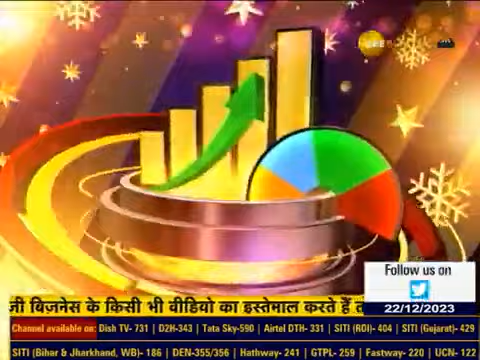 Follow us on
ज़ी बिज़नेस के किसी भी वीडियो का इस्तेमाल करते हैं
22/12/2023
Channel available on: Dish TV- 731 | D2H-343 | Tata Sky-590 | Airtel DTH- 331 | SITI (ROI)- 404 | SITI (Gujarat)- 429
SITI (Bihar & Jharkhand, WB)- 186 | DEN-355/356 | Hathway- 241 | GTPL- 259 | Fastway- 220 | UCN- 122